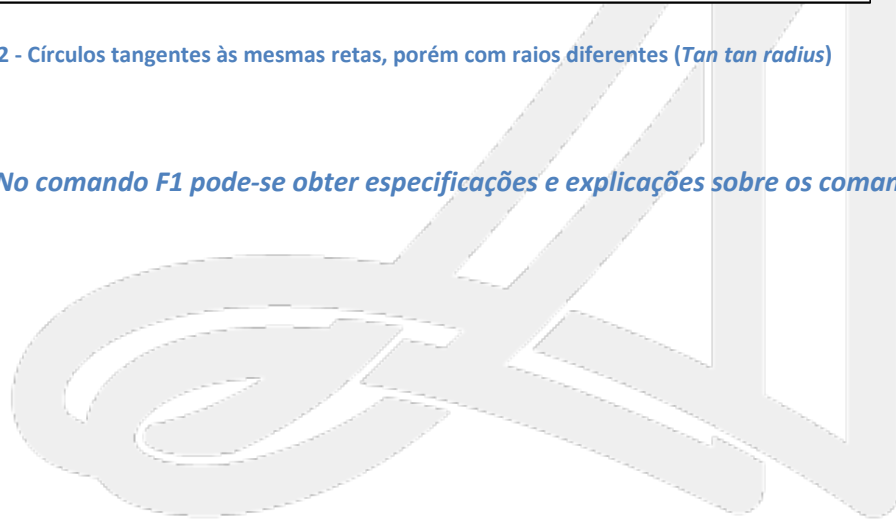 2 - Círculos tangentes às mesmas retas, porém com raios diferentes (Tan tan radius)
No comando F1 pode-se obter especificações e explicações sobre os